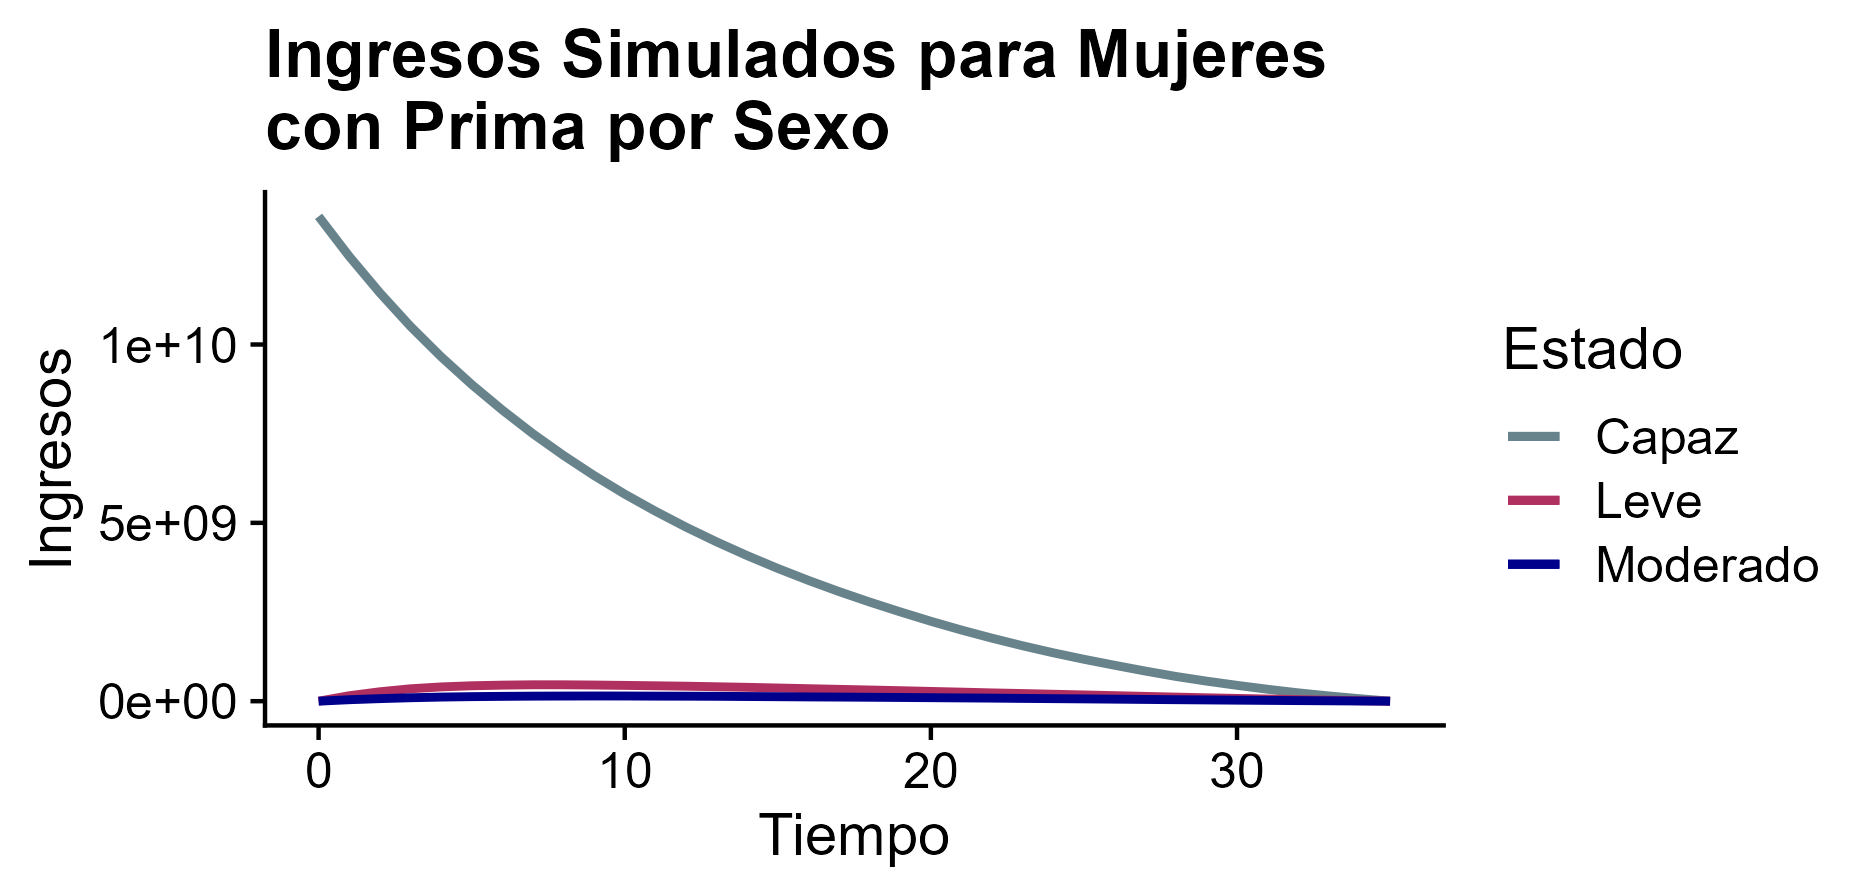 Ingresos Simulados para Mujeres
con Prima por Sexo
Ingresos
1e+10
5e+09
0e+00
0
10
20
30
Tiempo
Estado
Capaz
Leve
Moderado